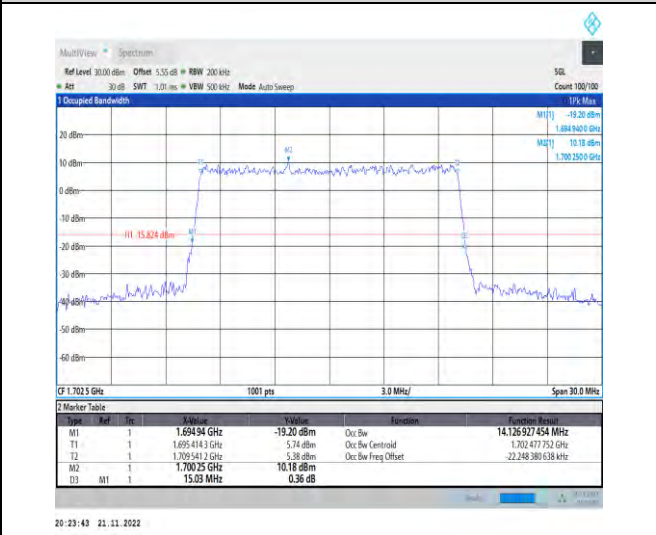 MultiView Spectrum
Ref Level 30.00 dBm Offset 5.55 dB RBW 200 kHz SGL
Att 30 dB SWT 1.01 ms VBW 500 kHz Mode Auto Sweep Count 100/100
1 Occupied Bandwidth 1Pk Max
M1[1] -19.20 dBm
1.694 940 0 GHz
M2[1] 10.18 dBm
1.700 250 0 GHz
20 dBm
M2
10 dBm
0 dBm
-10 dBm
H1 -15.824 dBm M1
-20 dBm
-30 dBm
-40 dBm
-50 dBm
-60 dBm
CF 1.702 5 GHz 1001 pts 3.0 MHz/ Span 30.0 MHz
2 Marker Table
Type Ref Trc X-Value Y-Value Function Function Result
M1 1 1.694 94 GHz -19.20 dBm Occ Bw 14.126 927 454 MHz
T1 1 1.695 414 3 GHz 5.74 dBm Occ Bw Centroid 1.702 477 752 GHz
T2 1 1.709 541 2 GHz 5.38 dBm Occ Bw Freq Offset -22.248 380 638 kHz
M2 1 1.700 25 GHz 10.18 dBm
D3 M1 1 15.03 MHz 0.36 dB
20:23:43 21.11.2022